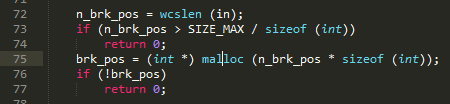 72 n_brk_pos = wcslen (in);
73 if (n_brk_pos > SIZE_MAX / sizeof (int))
74 return 0;
75 brk_pos = (int *) malloc (n_brk_pos * sizeof (int));
76 if (!brk_pos)
77 return 0;